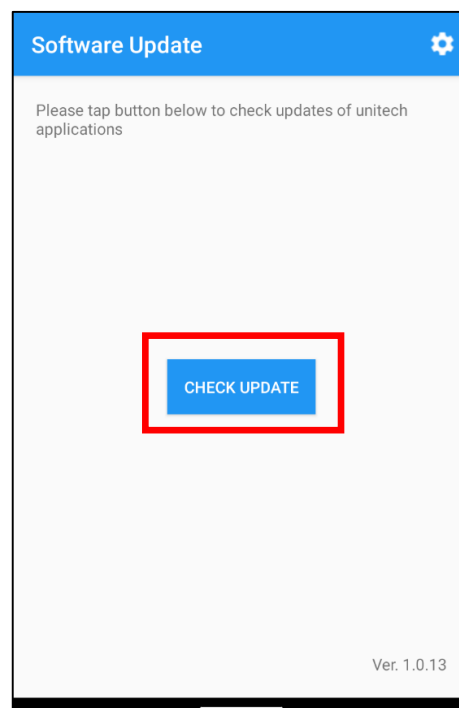 Software Update
Please tap button below to check updates of unitech
applications
CHECK UPDATE
Ver. 1.0.13